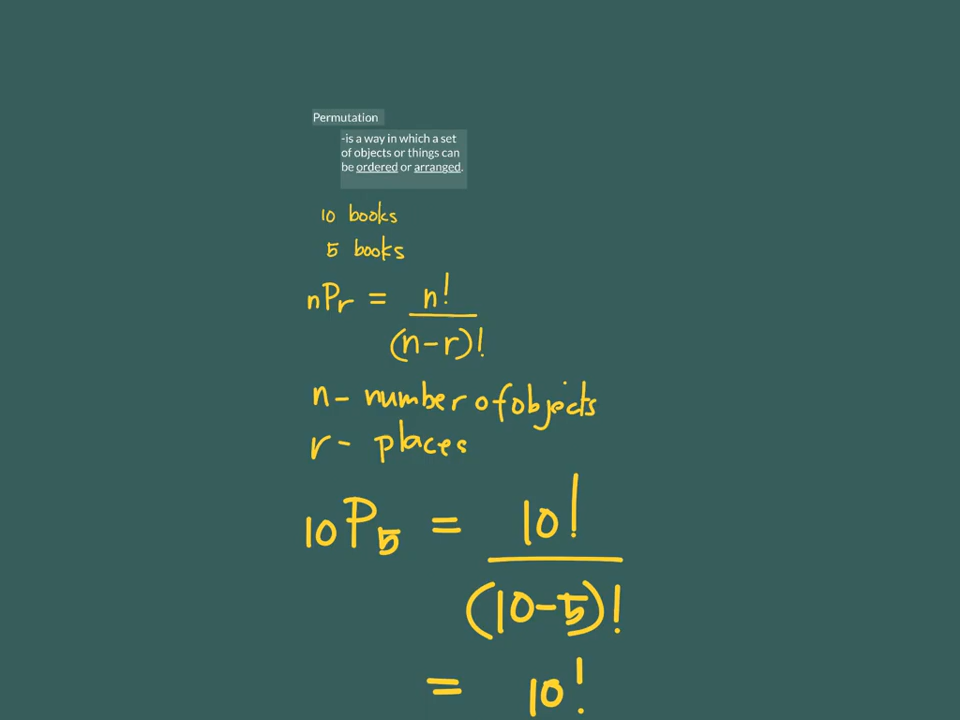 Permutation
-is a way in which a set
of objects or things can
be ordered or arranged.
10 books
5 books
nPr = n!
(n-r)!
n - number of objects
r - places
10P5 = 10!
(10-5)!
= 10!